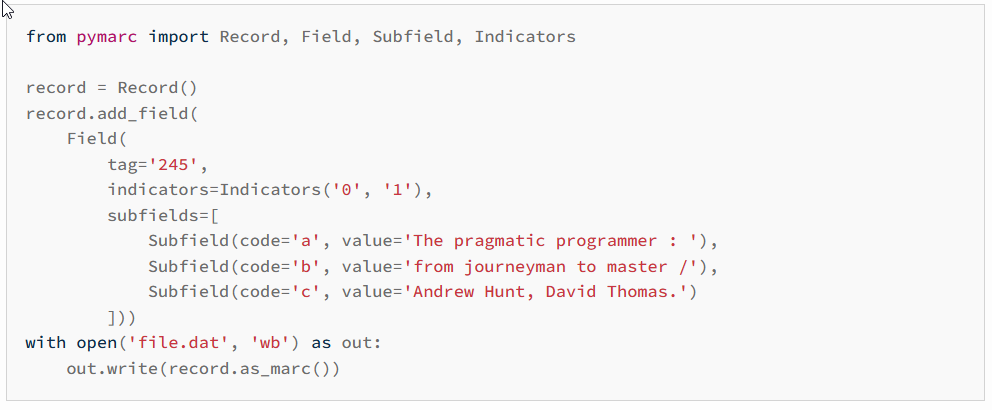 from pymarc import Record, Field, Subfield, Indicators

record = Record()
record.add_field(
    Field(
        tag='245',
        indicators=Indicators('0', '1'),
        subfields=[
            Subfield(code='a', value='The pragmatic programmer : '),
            Subfield(code='b', value='from journeyman to master /'),
            Subfield(code='c', value='Andrew Hunt, David Thomas.')
        ]))
with open('file.dat', 'wb') as out:
    out.write(record.as_marc())